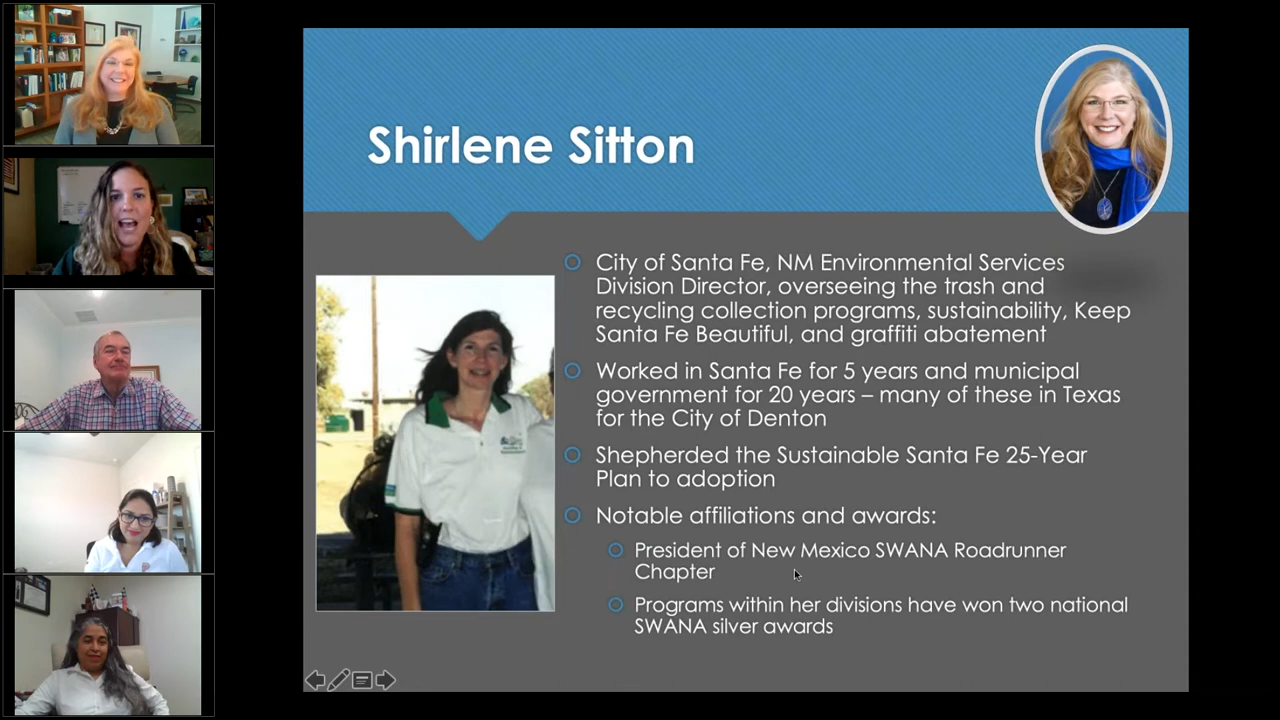 Shirlene Sitton
City of Santa Fe, NM Environmental Services
Division Director, overseeing the trash and
recycling collection programs, sustainability, Keep
Santa Fe Beautiful, and graffiti abatement
Worked in Santa Fe for 5 years and municipal
government for 20 years – many of these in Texas
for the City of Denton
Shepherded the Sustainable Santa Fe 25-Year
Plan to adoption
Notable affiliations and awards:
President of New Mexico SWANA Roadrunner
Chapter
Programs within her divisions have won two national
SWANA silver awards